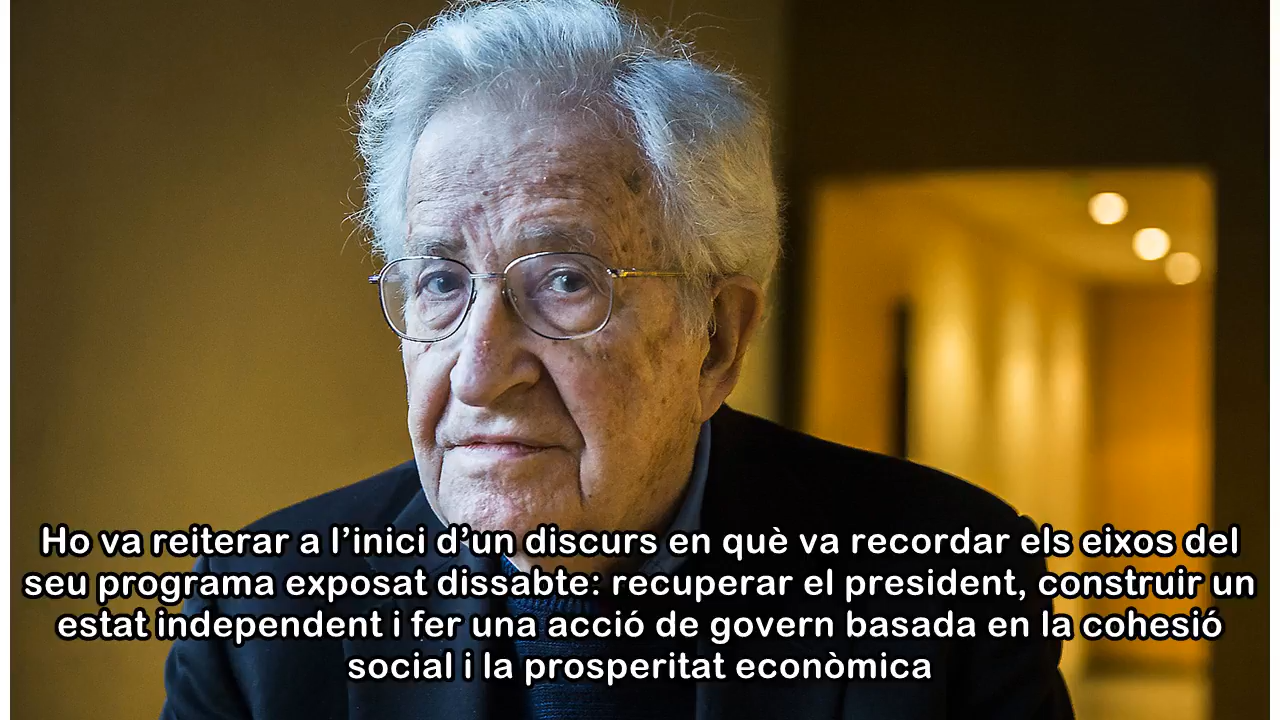 Ho va reiterar a l’inici d’un discurs en què va recordar els eixos del
seu programa exposat dissabte: recuperar el president, construir un
estat independent i fer una acció de govern basada en la cohesió
social i la prosperitat econòmica